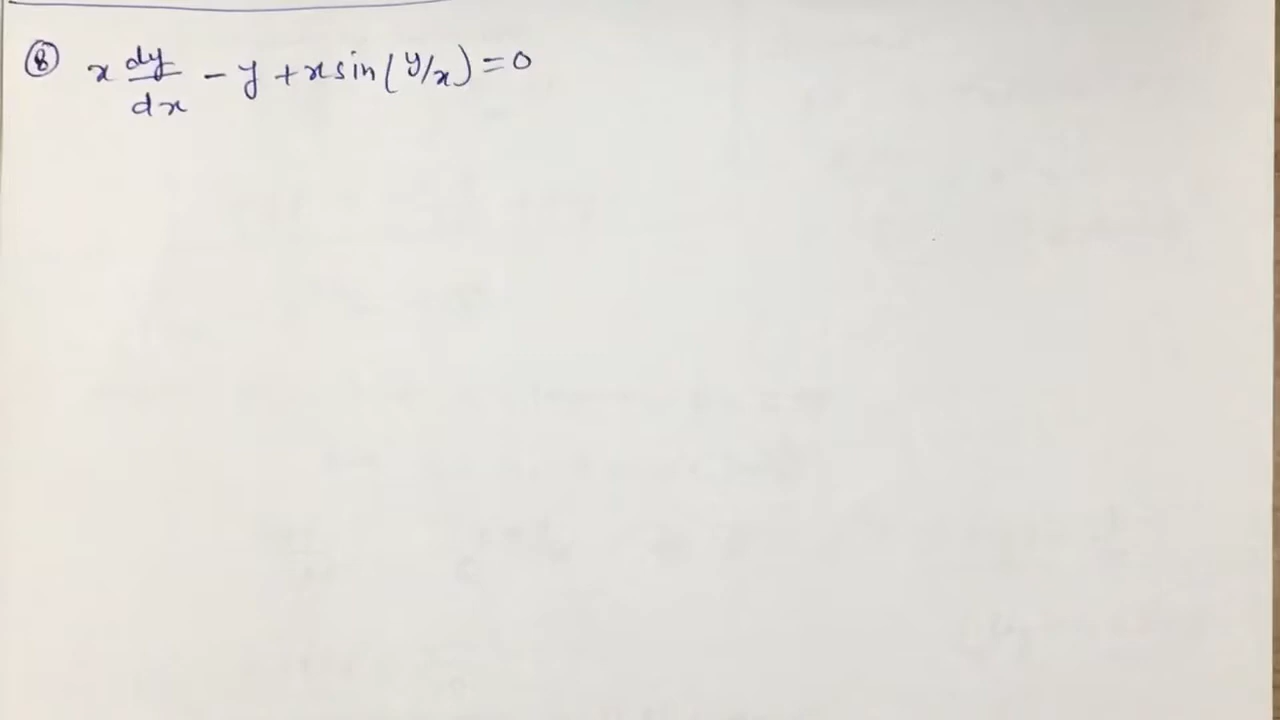 ⑧ x dy/dx - y + x sin(y/x) = 0